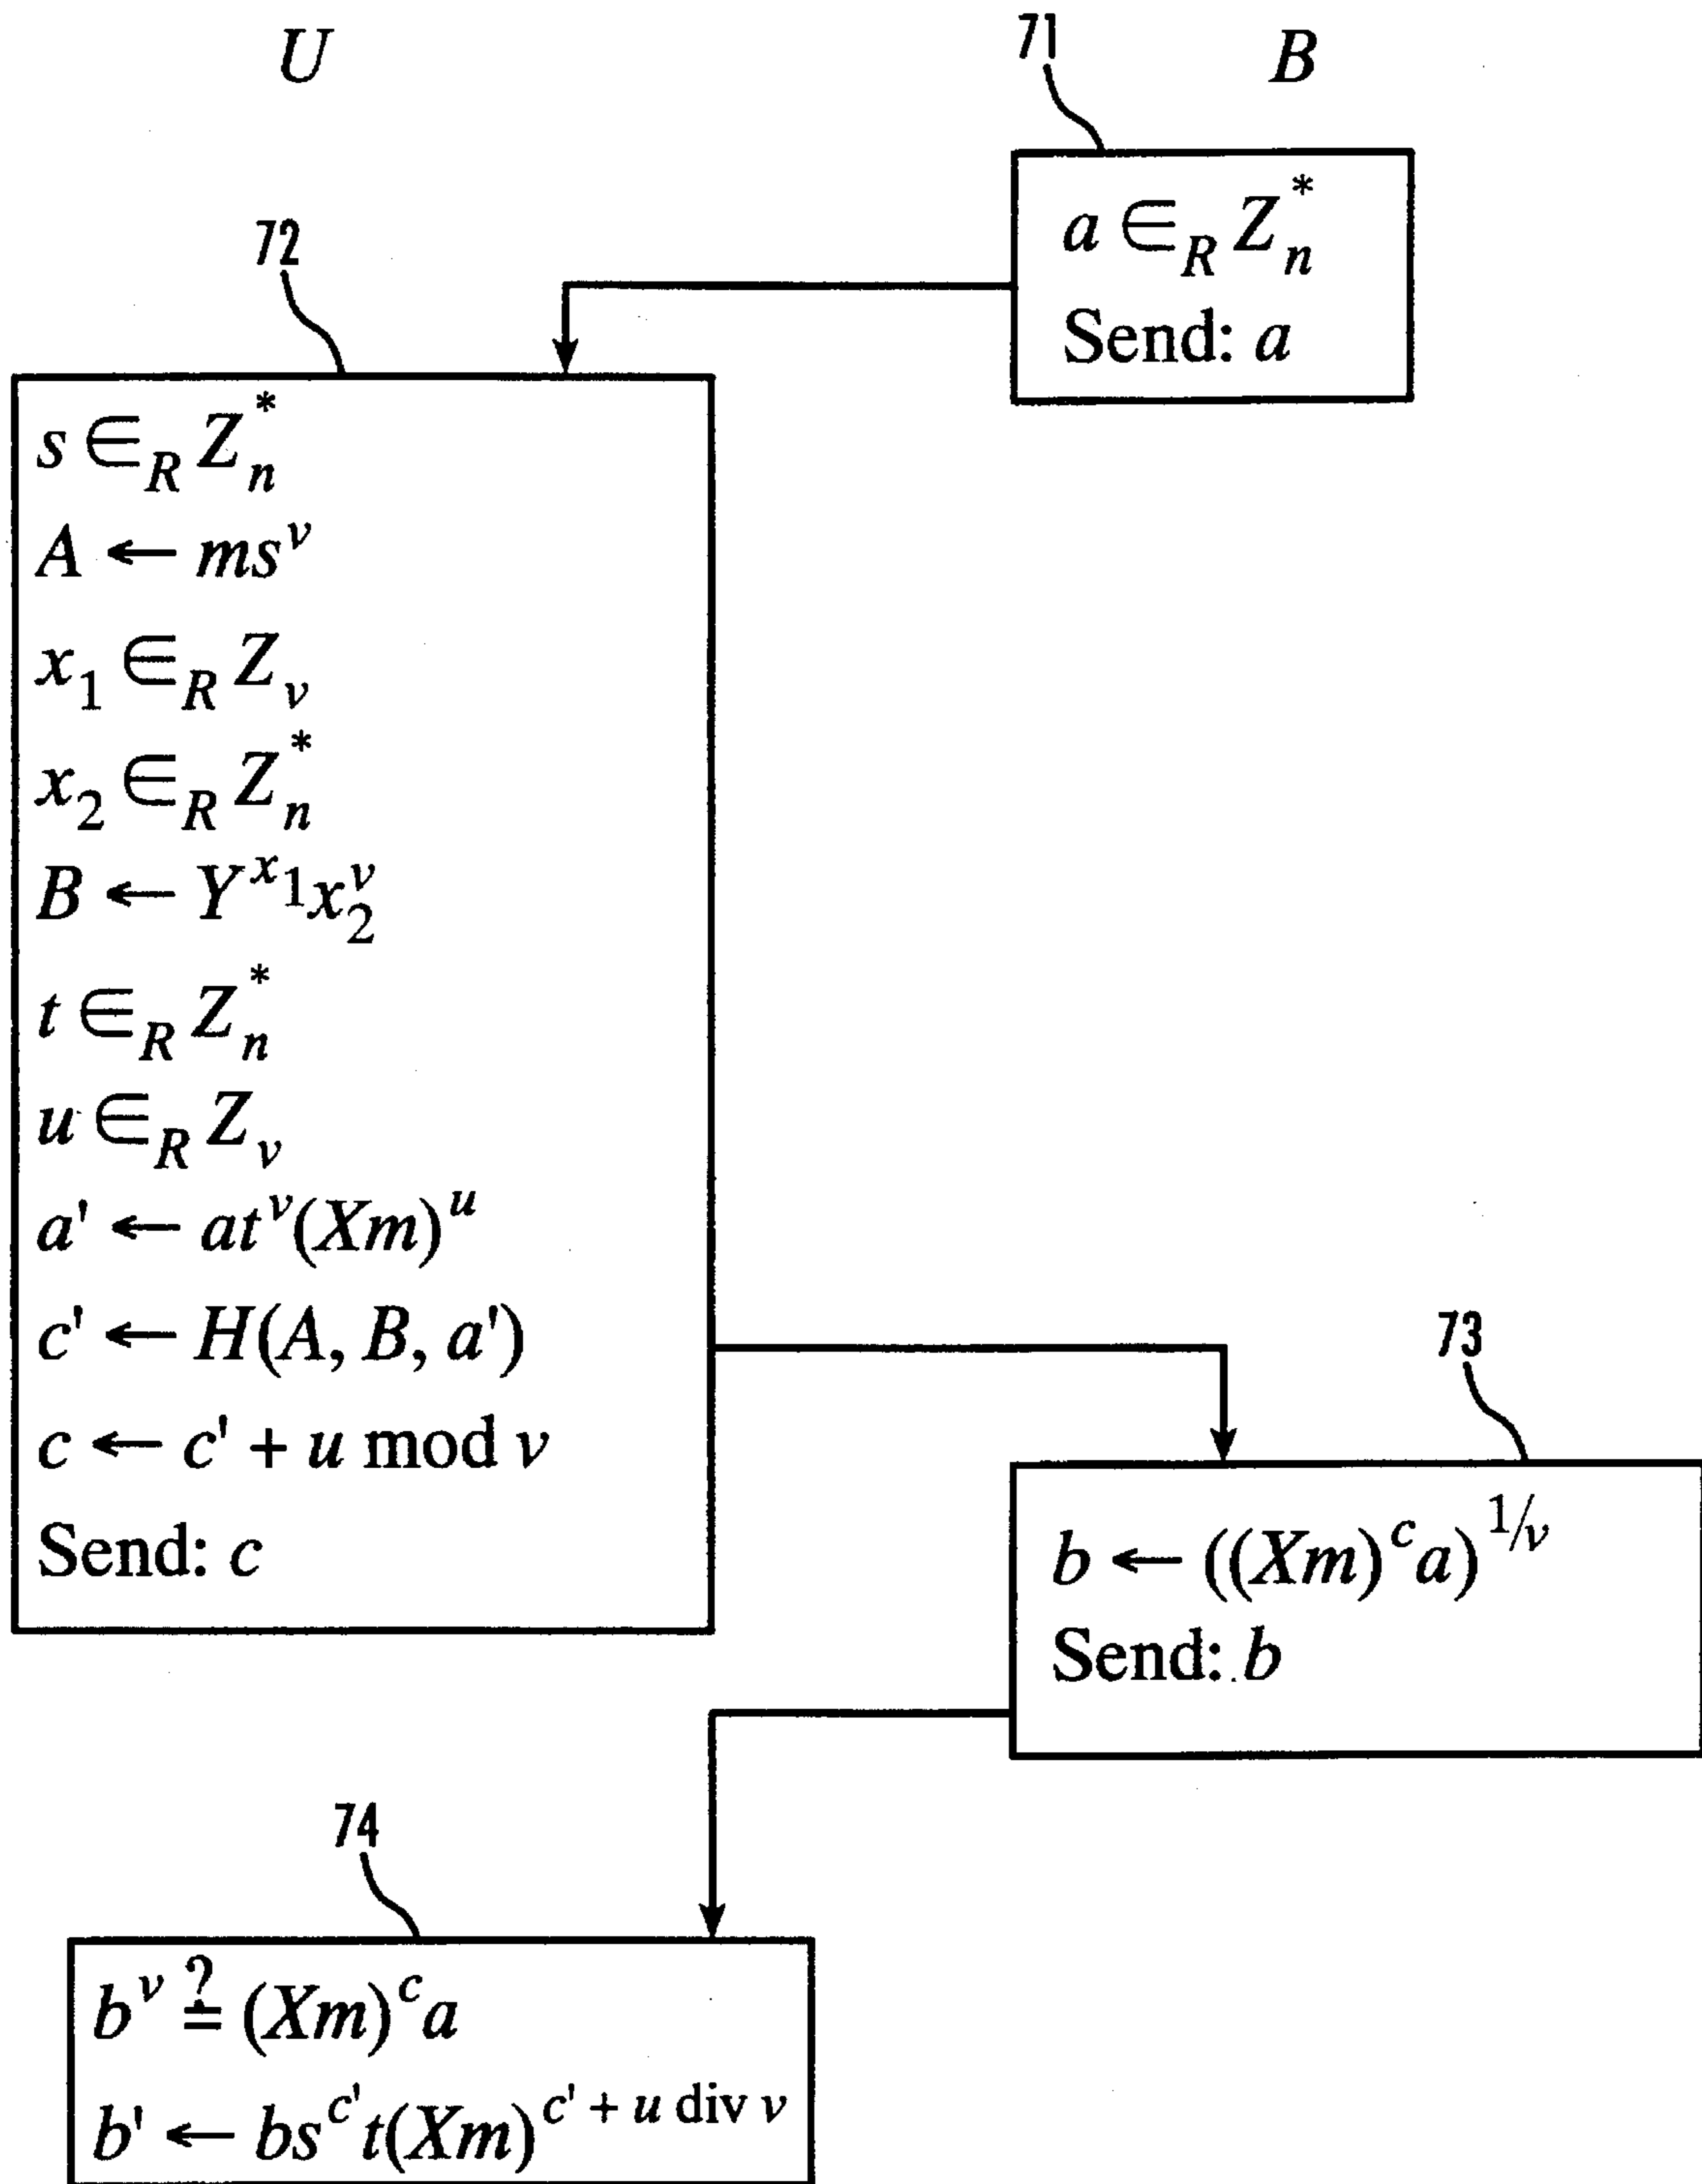 U
71
B
a ∈_R Z_n^*
Send: a
72
s ∈_R Z_n^*
A ← ms^v
x_1 ∈_R Z_v
x_2 ∈_R Z_n^*
B ← Y^{x_1} x_2^v
t ∈_R Z_n^*
u ∈_R Z_v
a' ← at^v(Xm)^u
c' ← H(A, B, a')
c ← c' + u mod v
Send: c
73
b ← ((Xm)^c a)^{1/v}
Send: b
74
b^v ≟ (Xm)^c a
b' ← bs^{c'} t(Xm)^{c' + u div v}